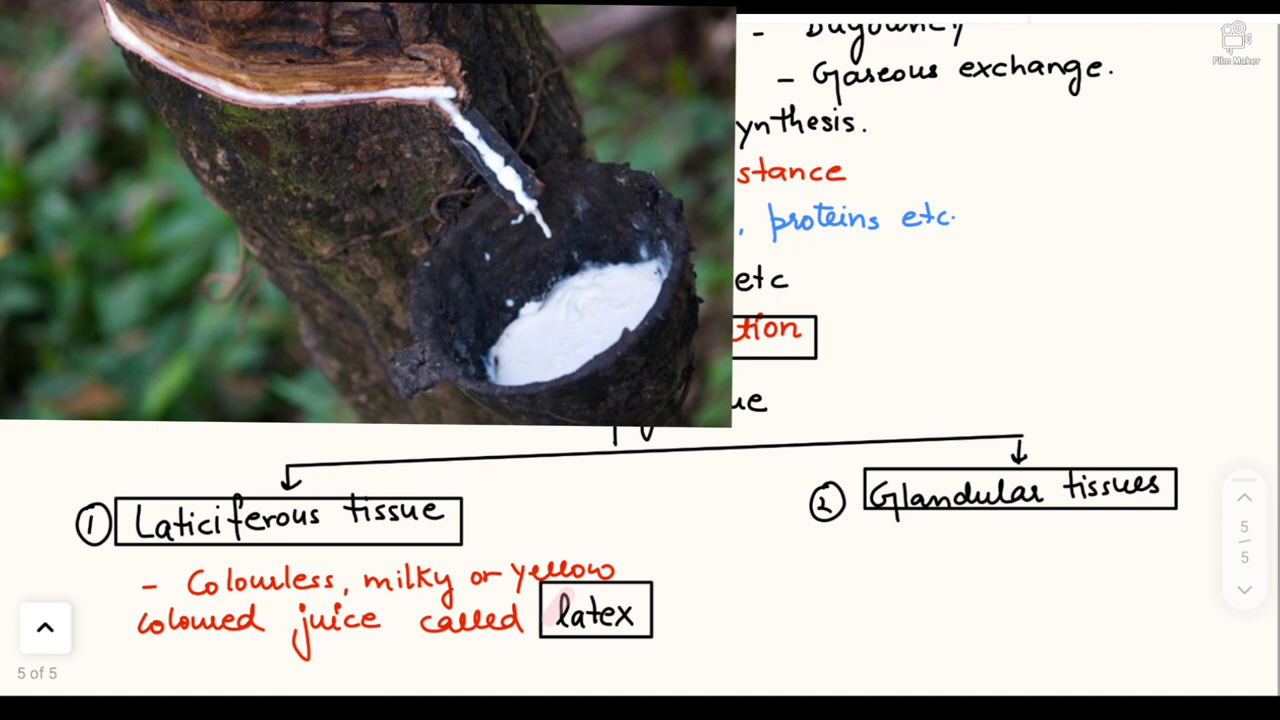 - Buoyancy
Film Maker
- Gaseous exchange.
ynthesis.
stance
, proteins etc.
etc
tion
ue
① Laticiferous tissue
② Glandular tissues
- Colourless, milky or yellow
coloured juice called latex
5
5
5 of 5